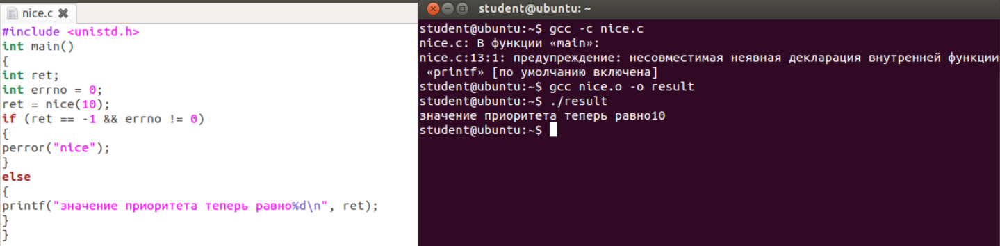 nice.c ✖
#include <unistd.h>
int main()
{
int ret;
int errno = 0;
ret = nice(10);
if (ret == -1 && errno != 0)
{
perror("nice");
}
else
{
printf("значение приоритета теперь равно%d\n", ret);
}
}
student@ubuntu: ~
student@ubuntu:~$ gcc -c nice.c
nice.c: В функции «main»:
nice.c:13:1: предупреждение: несовместимая неявная декларация внутренней функции
«printf» [по умолчанию включена]
student@ubuntu:~$ gcc nice.o -o result
student@ubuntu:~$ ./result
значение приоритета теперь равно10
student@ubuntu:~$